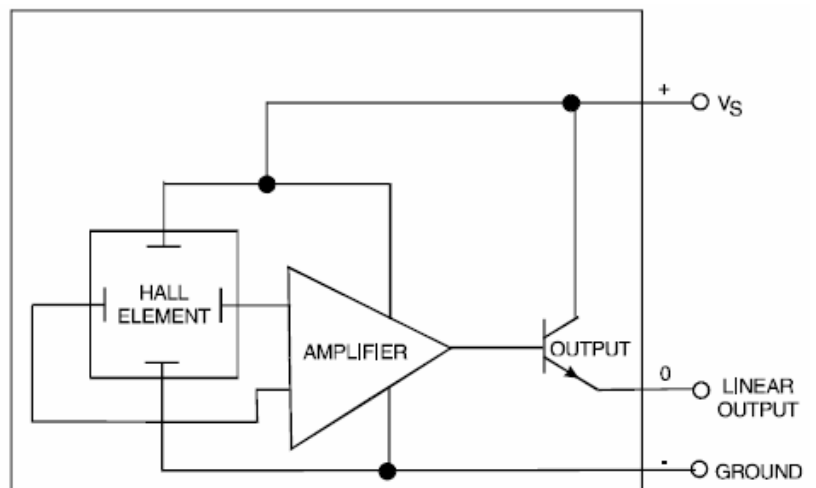 +
VS
HALL
ELEMENT
AMPLIFIER
OUTPUT
0
LINEAR
OUTPUT
-
GROUND